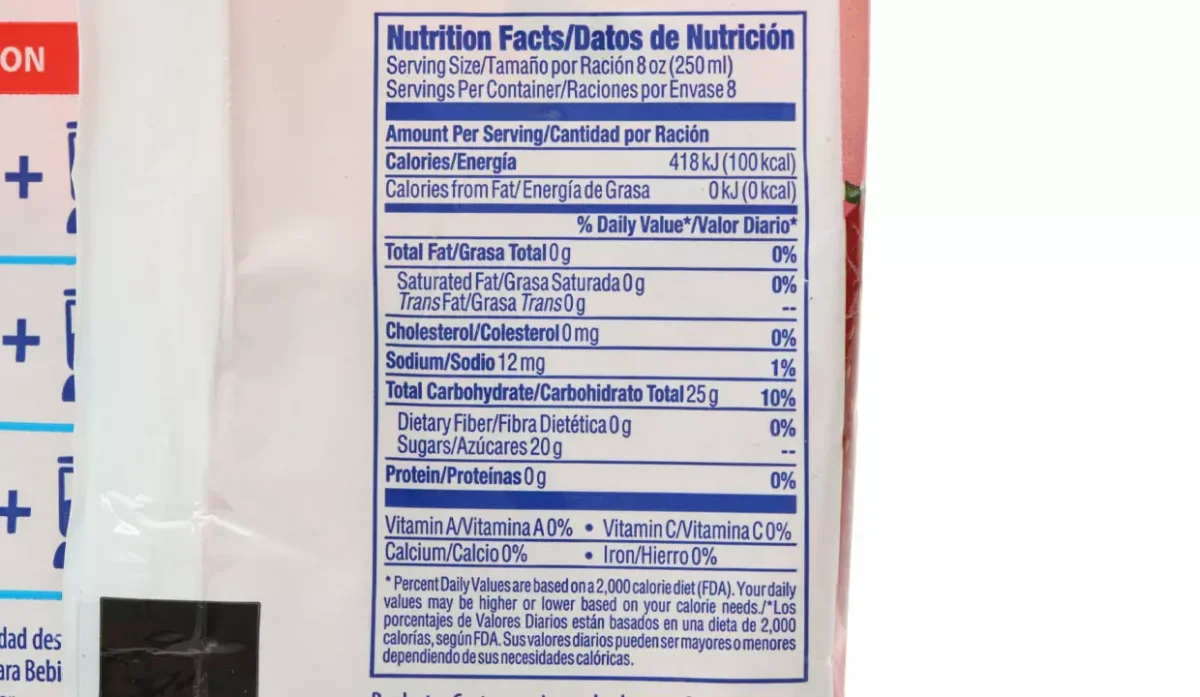 ON
+
+
+
dad des
ara Bebi
Nutrition Facts/Datos de Nutrición
Serving Size/Tamaño por Ración 8 oz (250 ml)
Servings Per Container/Raciones por Envase 8
Amount Per Serving/Cantidad por Ración
Calories/Energía 418 kJ (100 kcal)
Calories from Fat/ Energía de Grasa 0 kJ (0 kcal)
% Daily Value*/Valor Diario*
Total Fat/Grasa Total 0 g 0%
Saturated Fat/Grasa Saturada 0 g 0%
Trans Fat/Grasa Trans 0 g --
Cholesterol/Colesterol 0 mg 0%
Sodium/Sodio 12 mg 1%
Total Carbohydrate/Carbohidrato Total 25 g 10%
Dietary Fiber/Fibra Dietética 0 g 0%
Sugars/Azúcares 20 g --
Protein/Proteínas 0 g 0%
Vitamin A/Vitamina A 0% • Vitamin C/Vitamina C 0%
Calcium/Calcio 0% • Iron/Hierro 0%
* Percent Daily Values are based on a 2,000 calorie diet (FDA). Your daily
values may be higher or lower based on your calorie needs./*Los
porcentajes de Valores Diarios están basados en una dieta de 2,000
calorías, según FDA. Sus valores diarios pueden ser mayores o menores
dependiendo de sus necesidades calóricas.